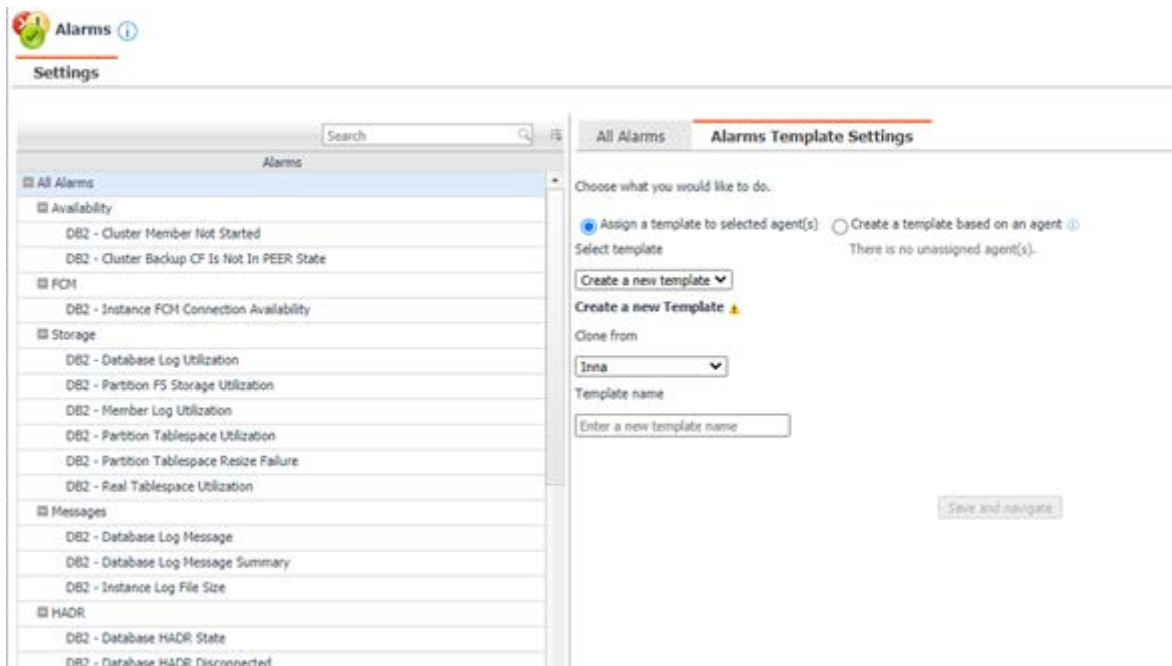 Alarms
Settings
Search
Alarms
All Alarms
Availability
DB2 - Cluster Member Not Started
DB2 - Cluster Backup CF Is Not In PEER State
FCM
DB2 - Instance FCM Connection Availability
Storage
DB2 - Database Log Utilization
DB2 - Partition FS Storage Utilization
DB2 - Member Log Utilization
DB2 - Partition Tablespace Utilization
DB2 - Partition Tablespace Resize Failure
DB2 - Real Tablespace Utilization
Messages
DB2 - Database Log Message
DB2 - Database Log Message Summary
DB2 - Instance Log File Size
HADR
DB2 - Database HADR State
DB2 - Database HADR Disconnected
All Alarms Alarms Template Settings
Choose what you would like to do.
Assign a template to selected agent(s) Create a template based on an agent
Select template There is no unassigned agent(s).
Create a new template
Create a new Template
Clone from
Inna
Template name
Enter a new template name
Save and navigate